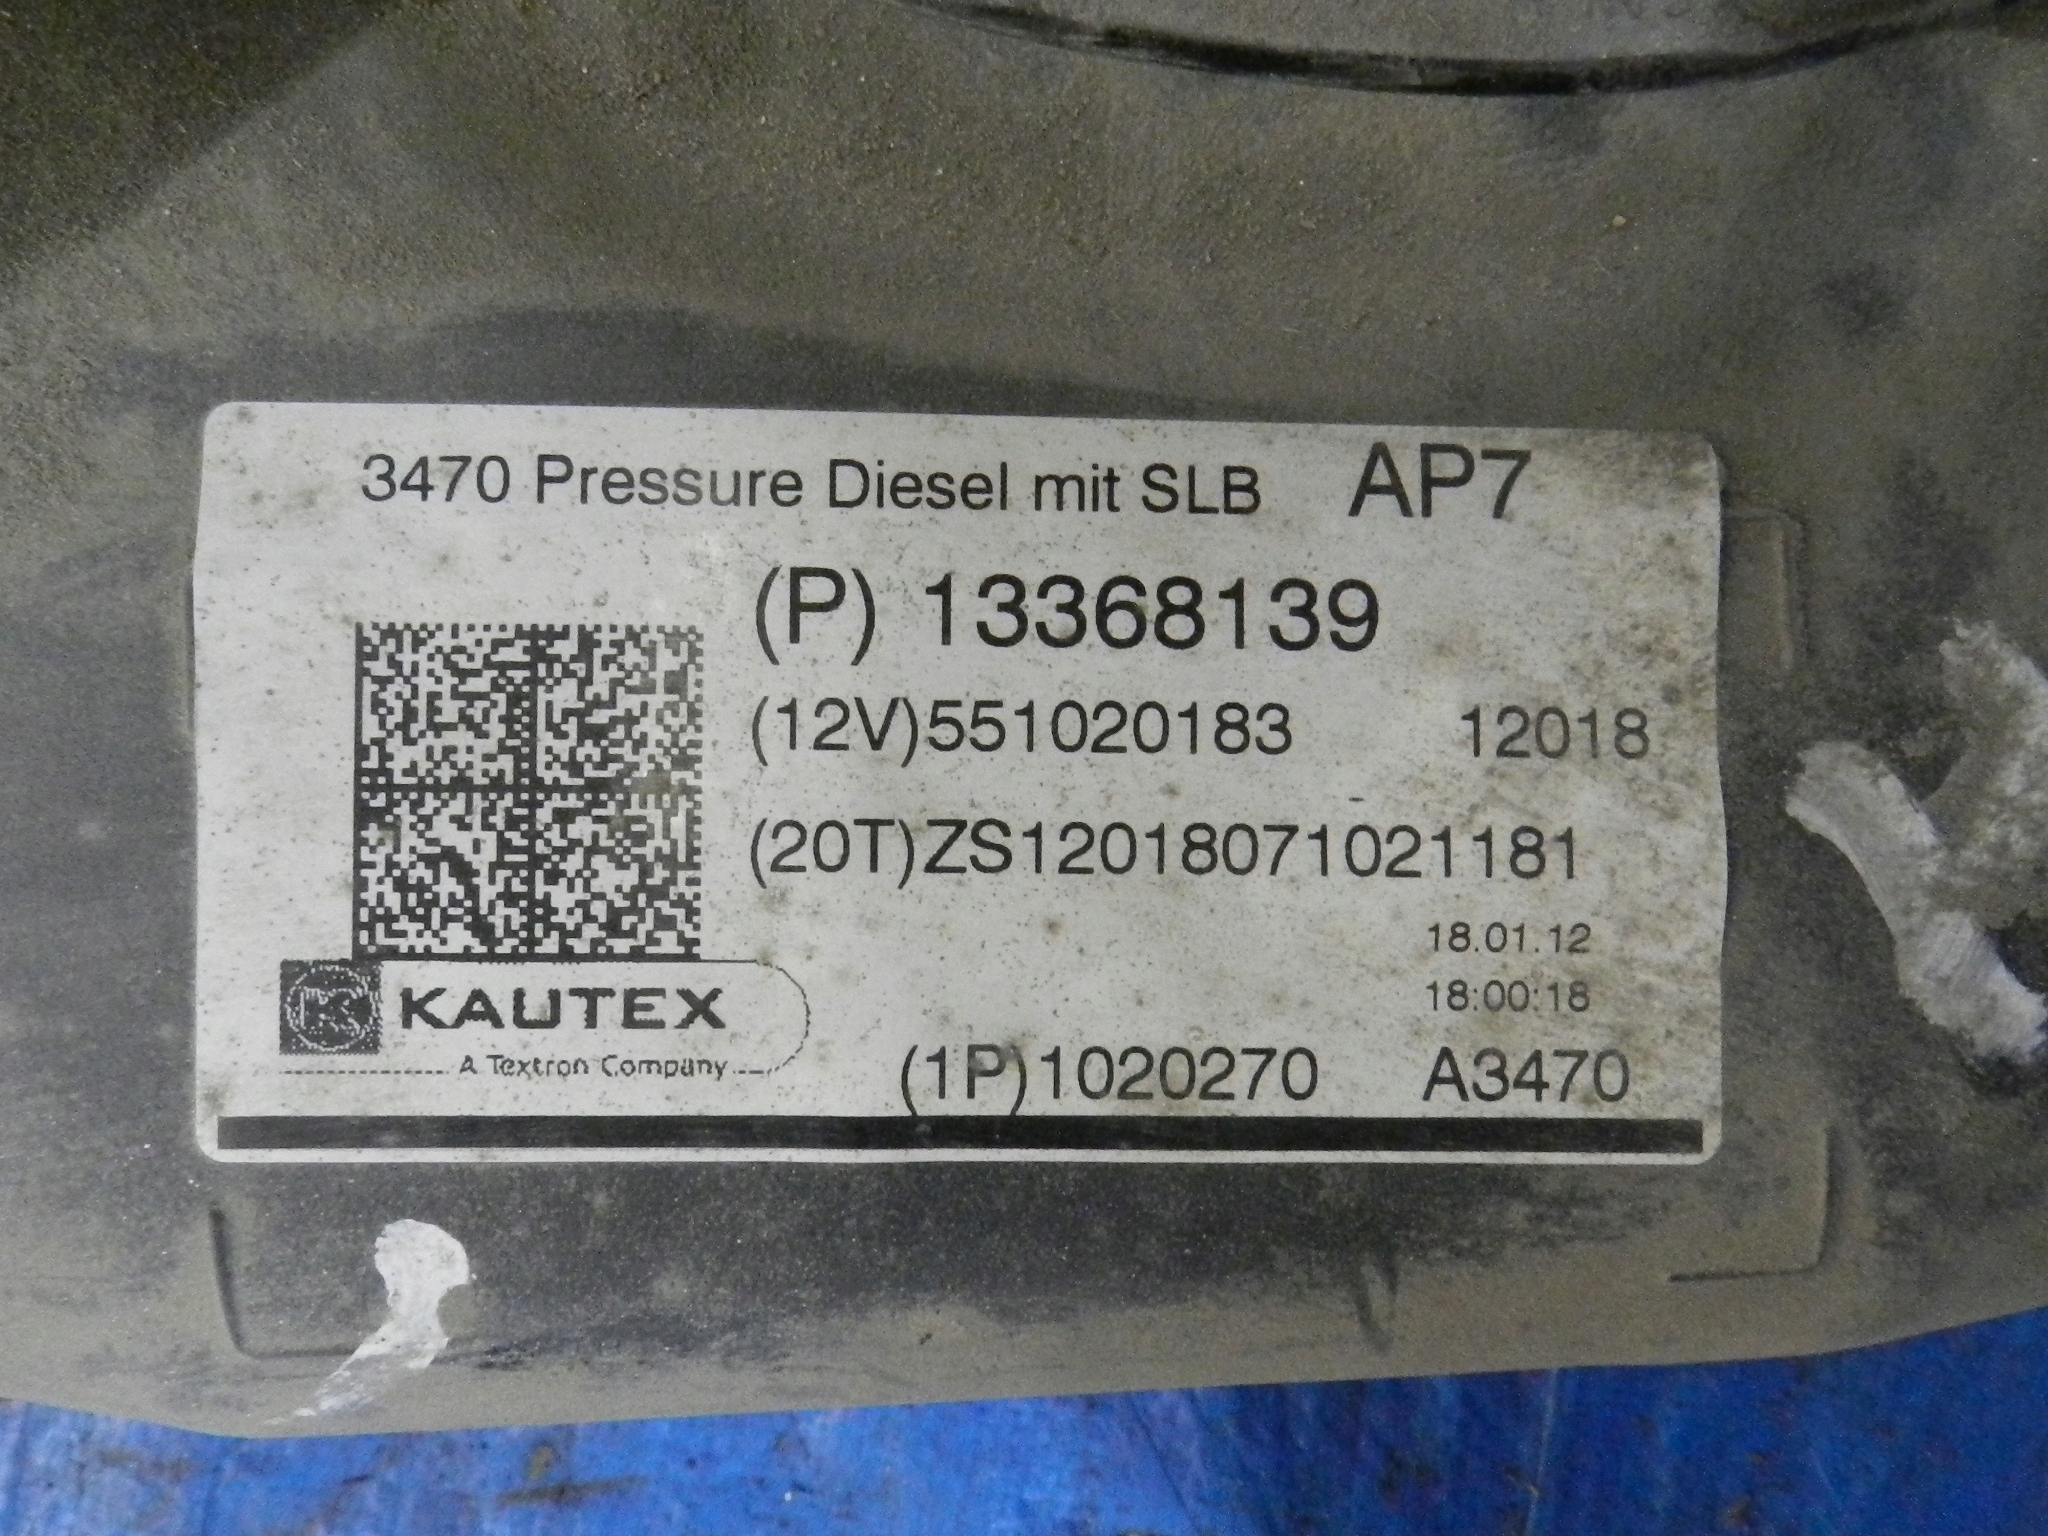 3470 Pressure Diesel mit SLB AP7
(P) 13368139
(12V)551020183 12018
(20T)ZS12018071021181
18.01.12
18:00:18
KAUTEX
A Textron Company
(1P)1020270 A3470